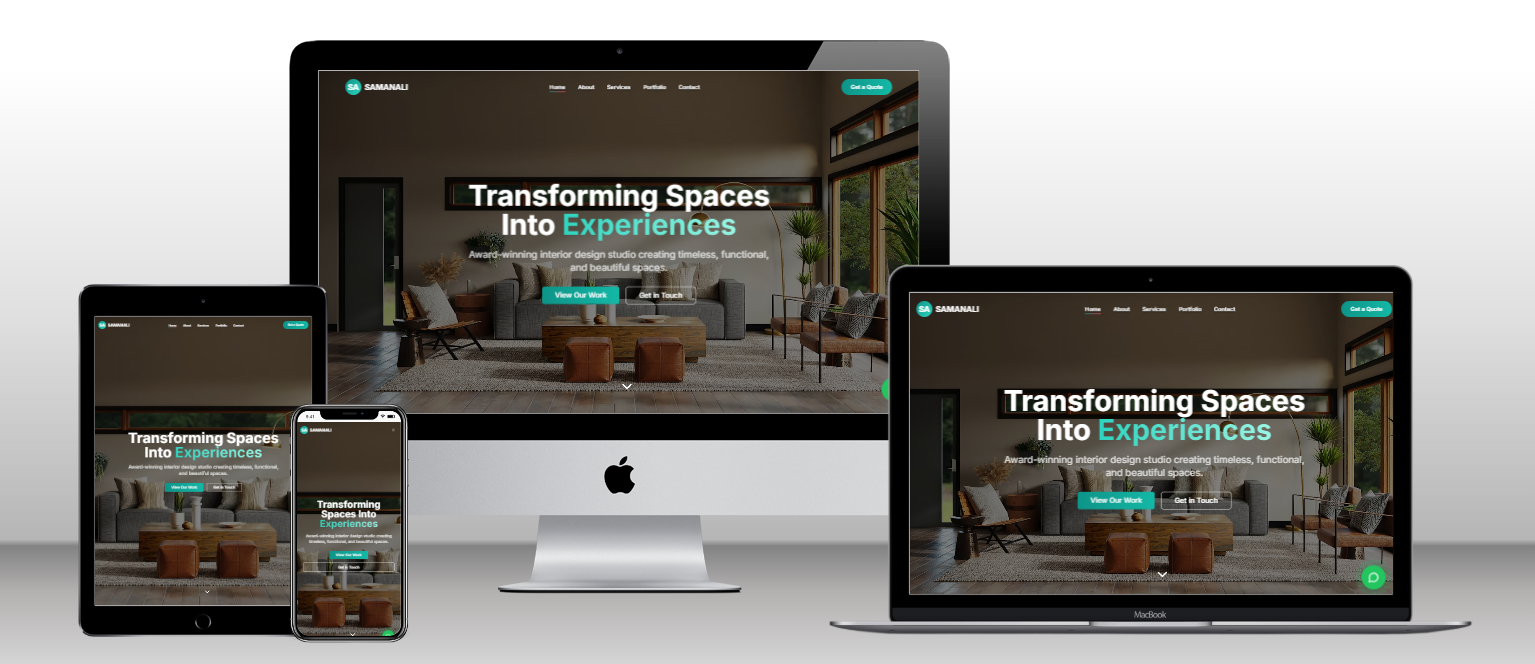 SA SAMANALI
Home About Services Portfolio Contact
Get a Quote
Transforming Spaces
Into Experiences
Award-winning interior design studio creating timeless, functional,
and beautiful spaces.
View Our Work Get in Touch
SA SAMANALI
Home About Services Portfolio Contact
Get a Quote
Transforming Spaces
Into Experiences
Award-winning interior design studio creating timeless, functional,
and beautiful spaces.
View Our Work Get in Touch
9:41
SA SAMANALI
Transforming
Spaces Into
Experiences
Award-winning interior design studio creating
timeless, functional, and beautiful spaces.
View Our Work
Get in Touch
SA SAMANALI
Home About Services Portfolio Contact
Get a Quote
Transforming Spaces
Into Experiences
Award-winning interior design studio creating timeless, functional,
and beautiful spaces.
View Our Work Get in Touch
MacBook